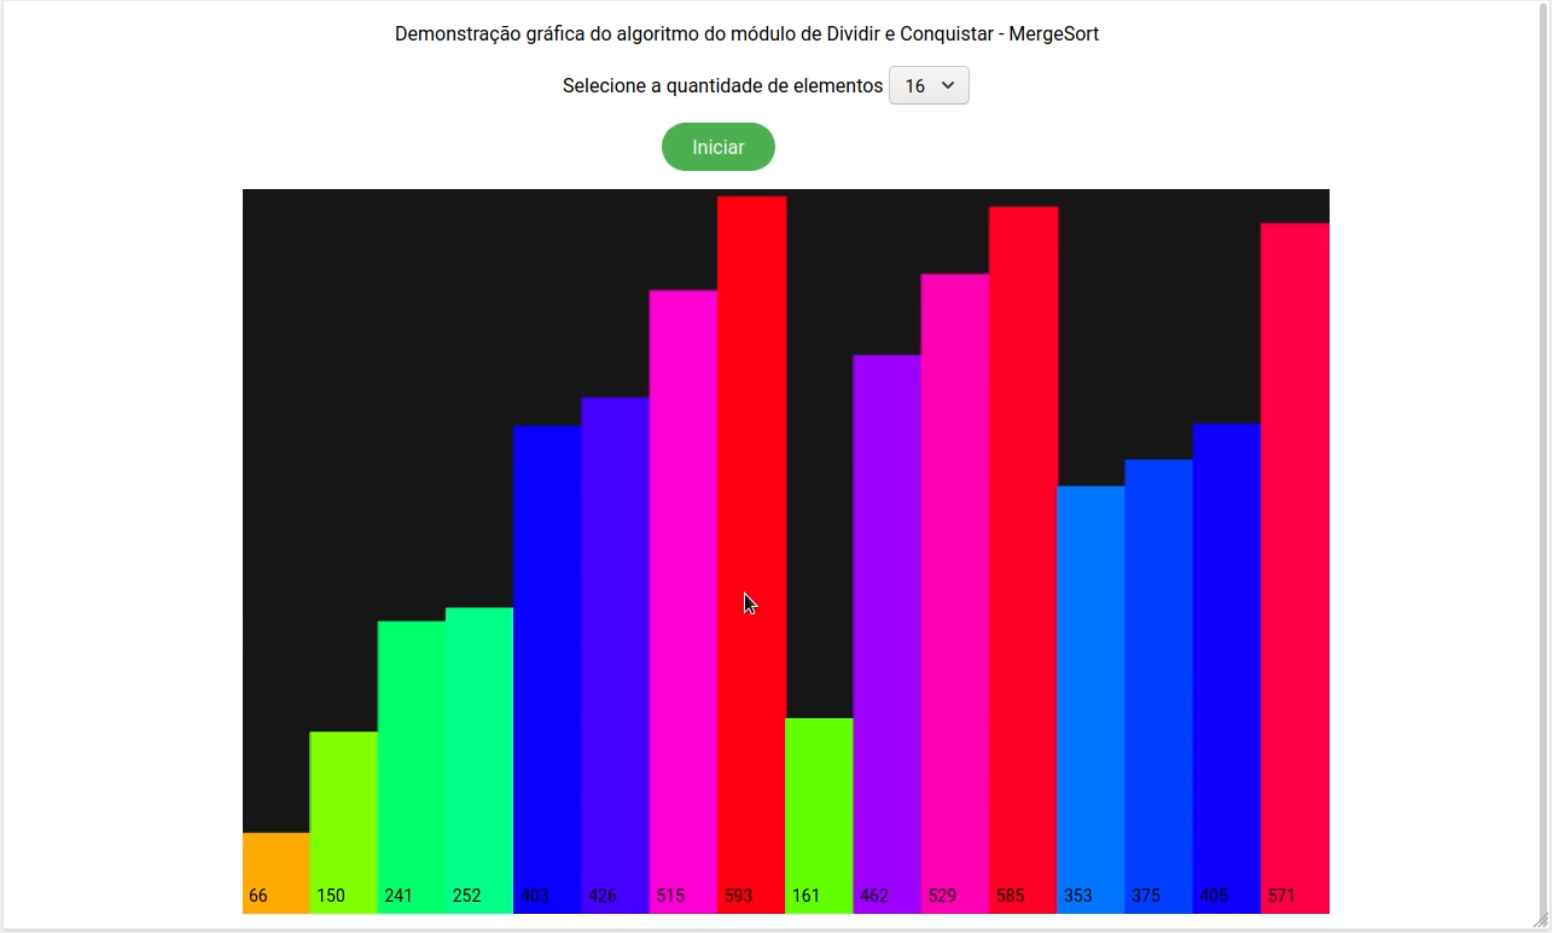 Demonstração gráfica do algoritmo do módulo de Dividir e Conquistar - MergeSort
Selecione a quantidade de elementos 16
Iniciar
66 150 241 252 403 426 515 593 161 462 529 585 353 375 405 571